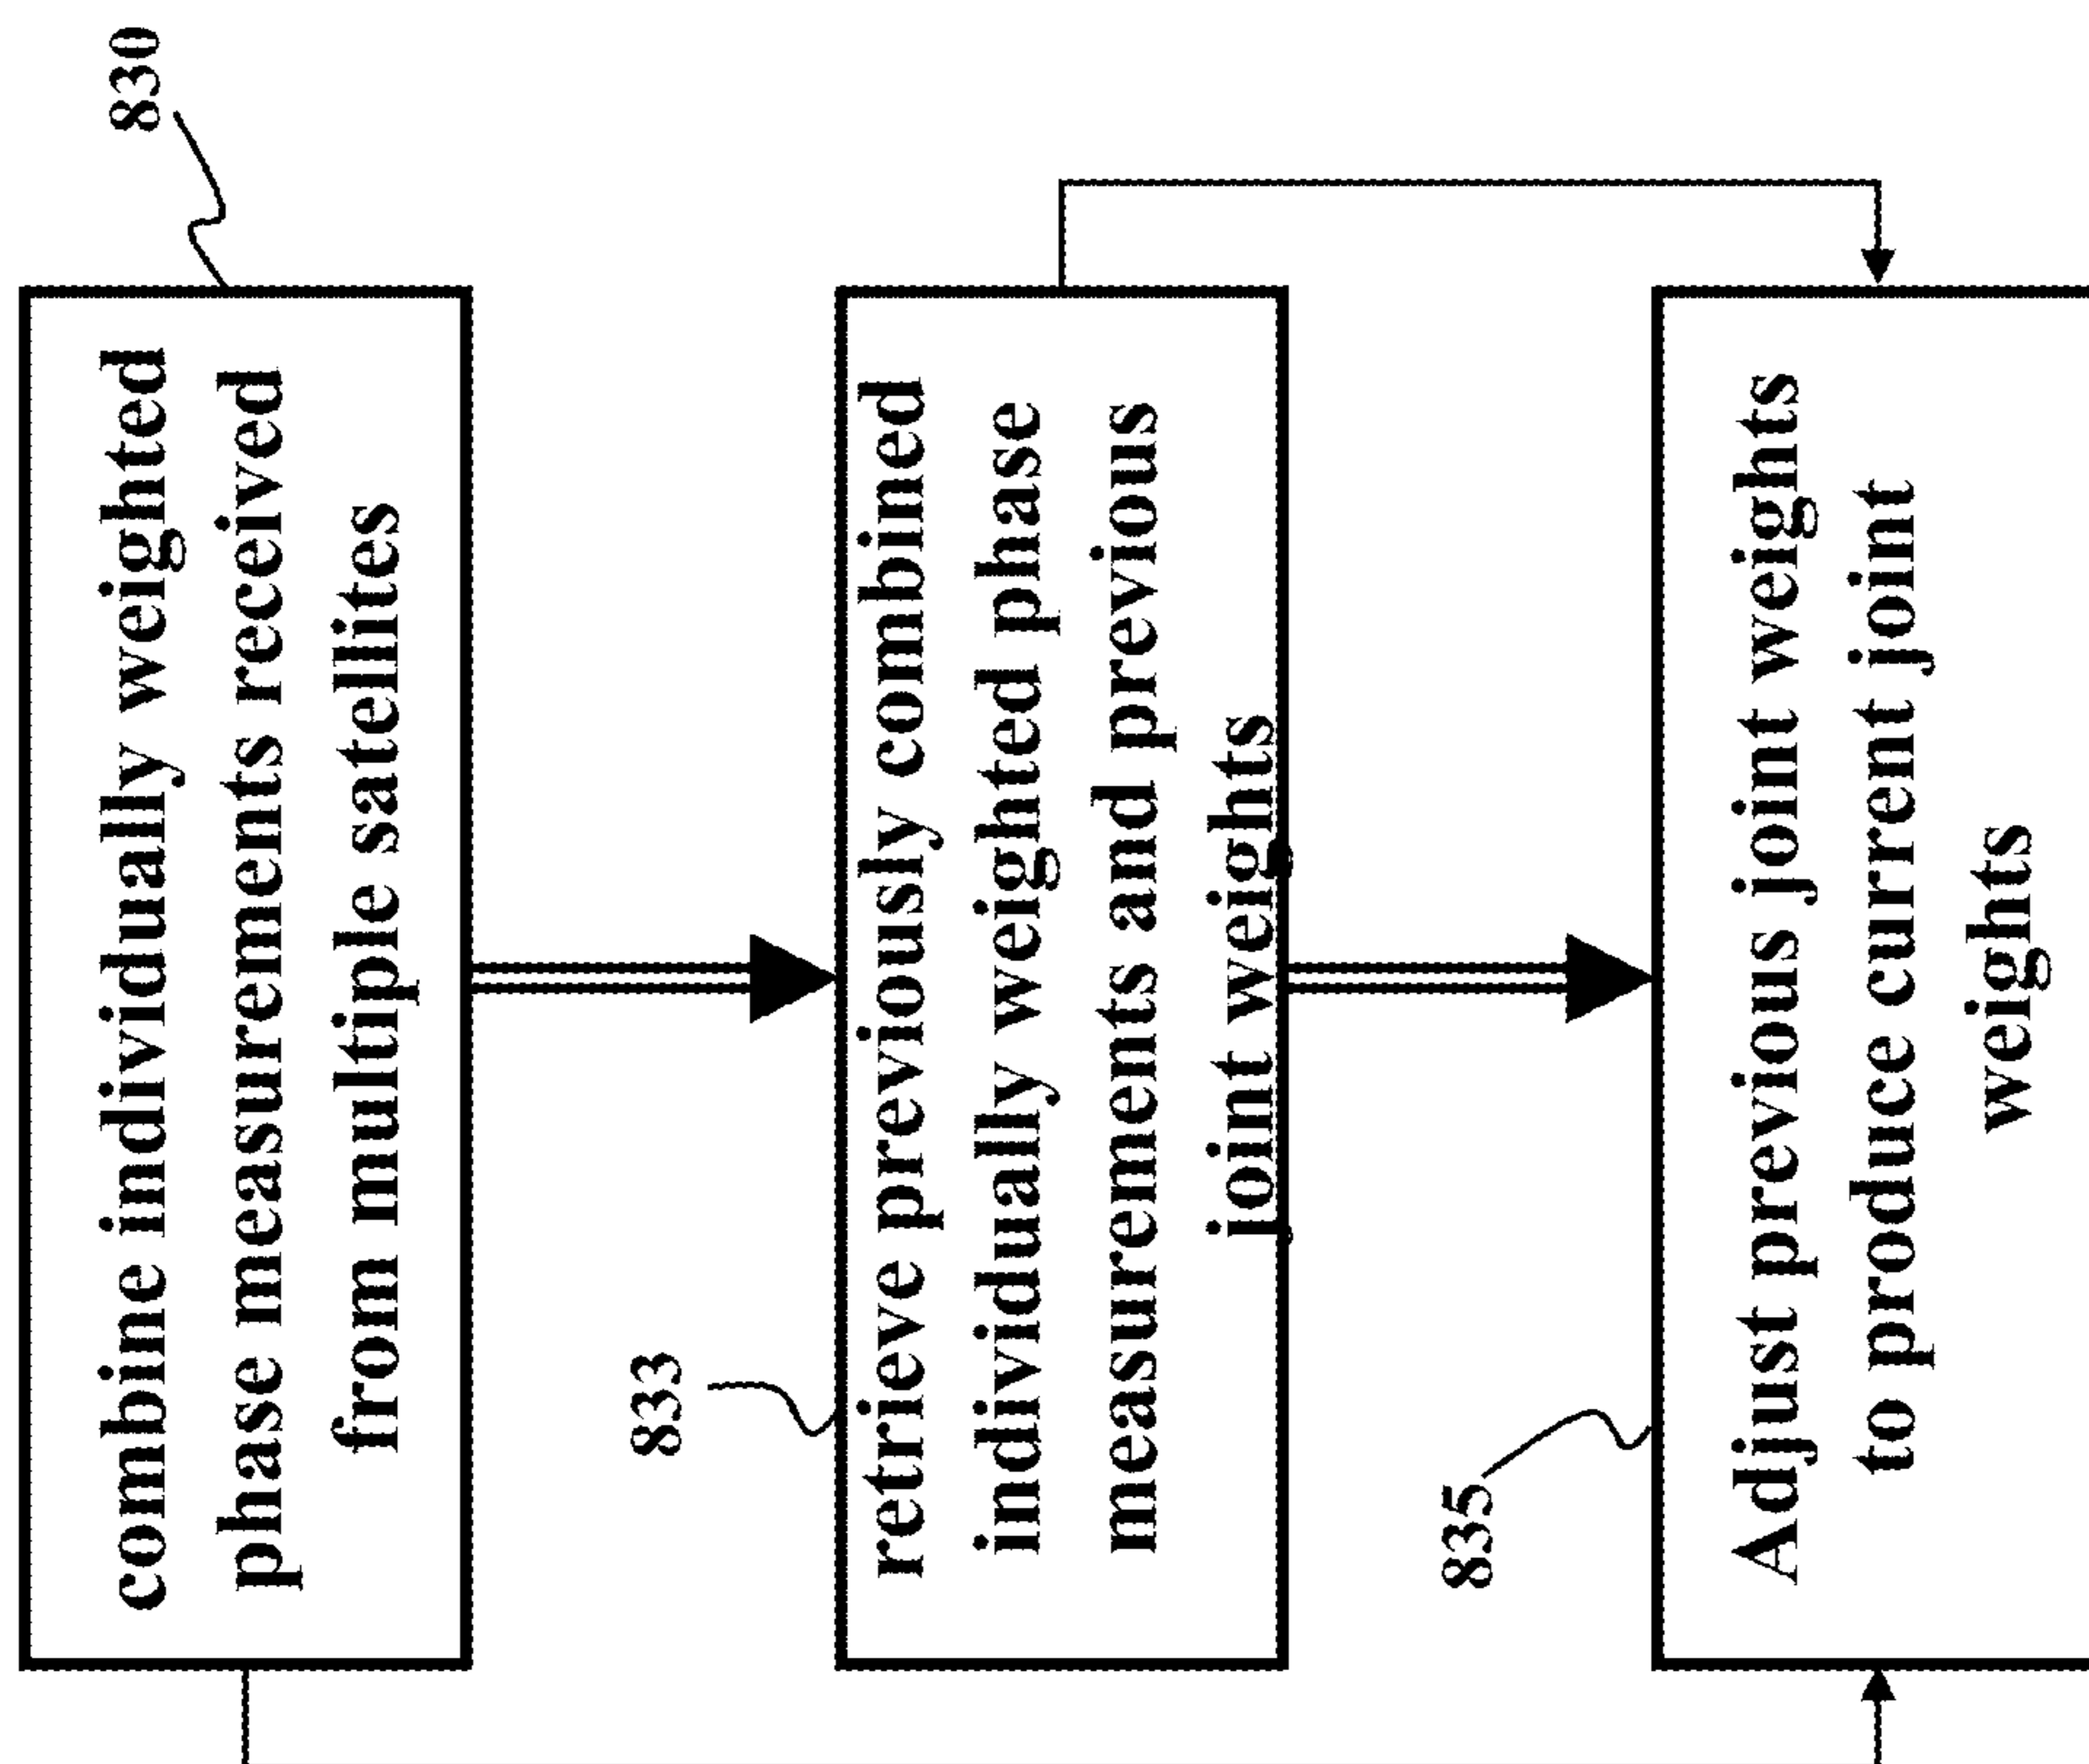 830
combine individually weighted
phase measurements received
from multiple satellites
833
retrieve previously combined
individually weighted phase
measurements and previous
joint weights
835
Adjust previous joint weights
to produce current joint
weights